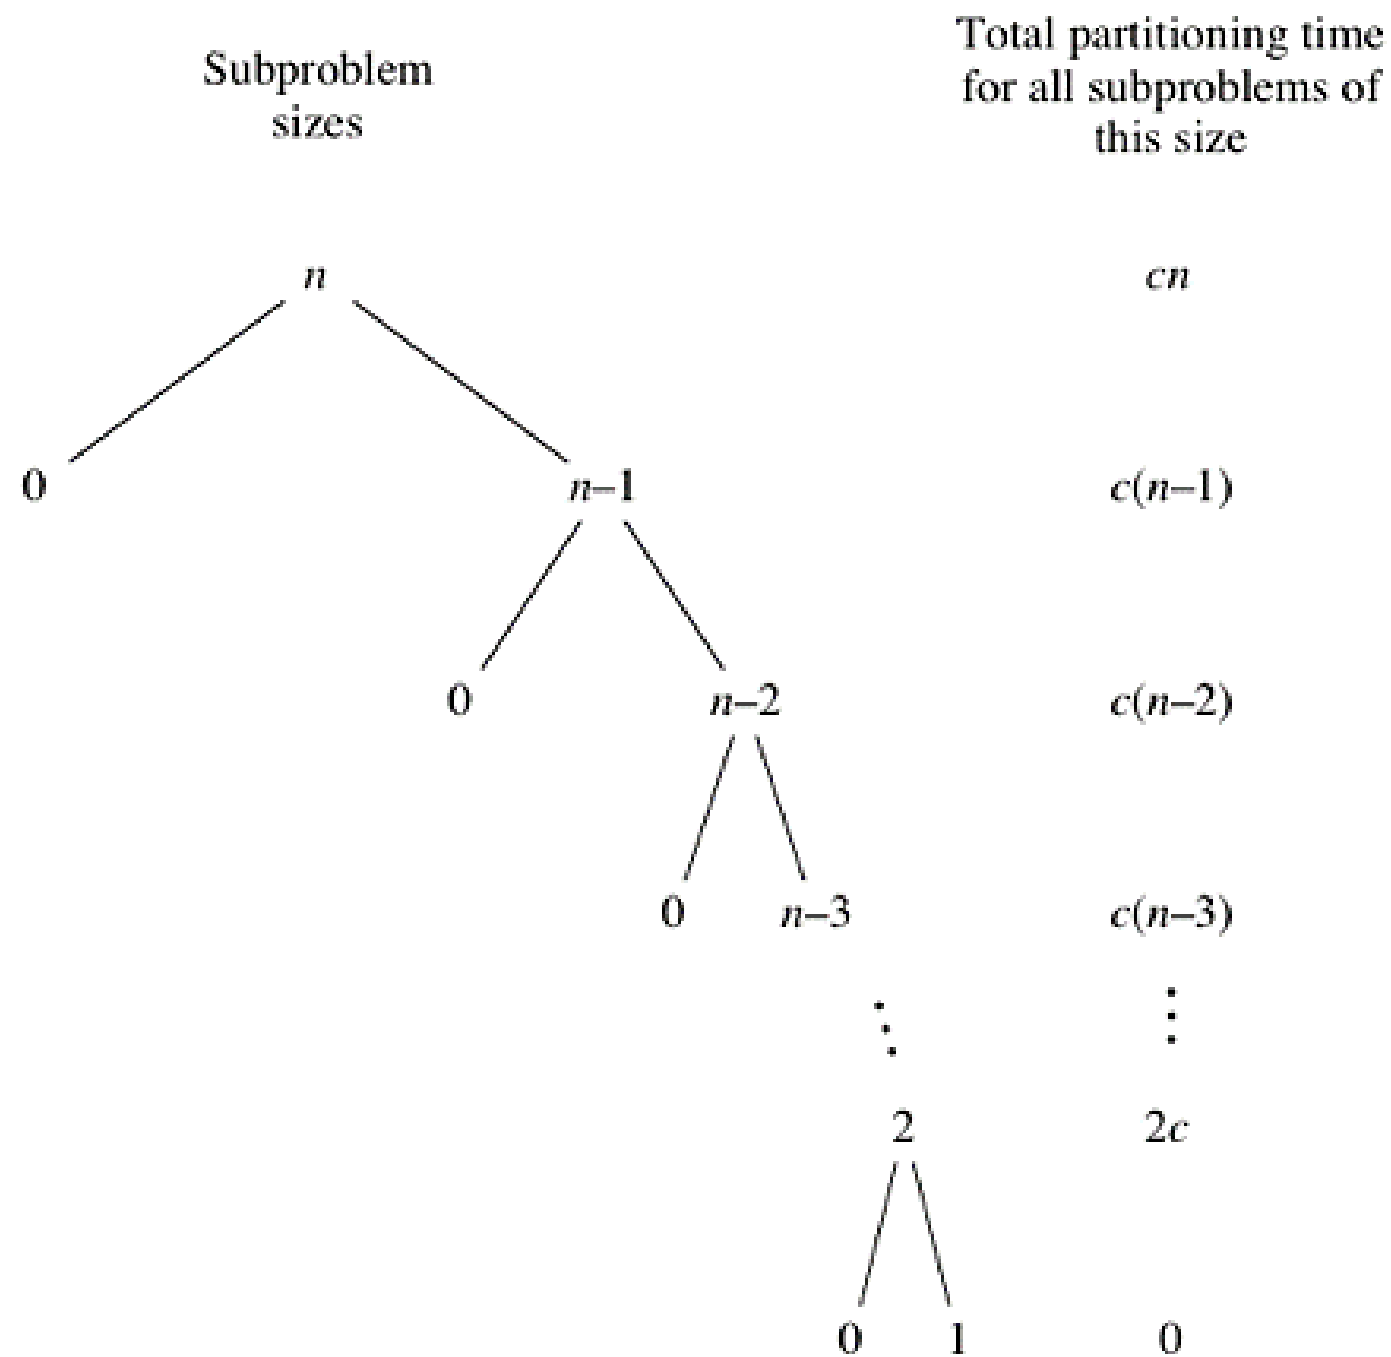 Subproblem
sizes
Total partitioning time
for all subproblems of
this size
n cn
0 n–1 c(n–1)
0 n–2 c(n–2)
0 n–3 c(n–3)
2 2c
0 1 0